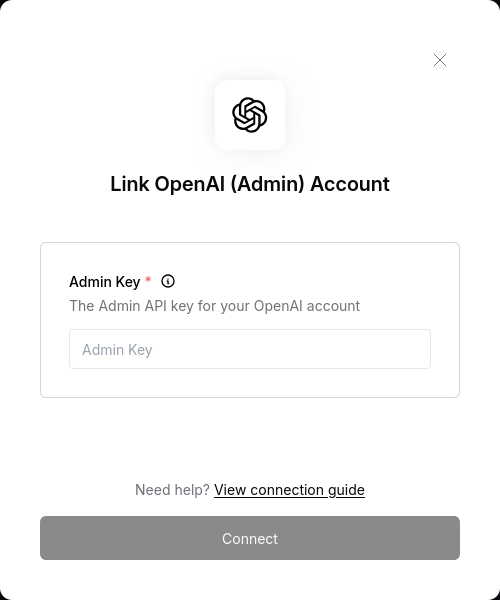 Link OpenAI (Admin) Account
Admin Key *
The Admin API key for your OpenAI account
Admin Key
Need help? View connection guide
Connect